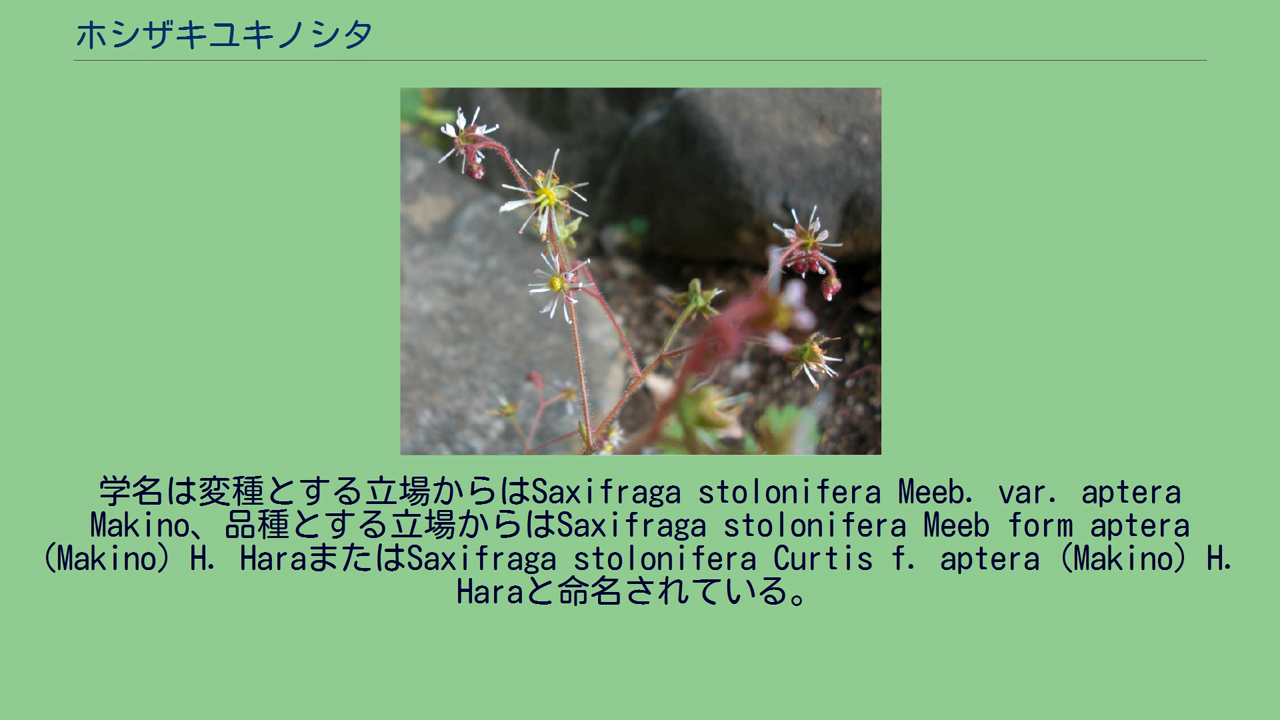 ホシザキユキノシタ
学名は変種とする立場からはSaxifraga stolonifera Meeb. var. aptera
Makino、品種とする立場からはSaxifraga stolonifera Meeb form aptera
(Makino) H. HaraまたはSaxifraga stolonifera Curtis f. aptera (Makino) H.
Haraと命名されている。